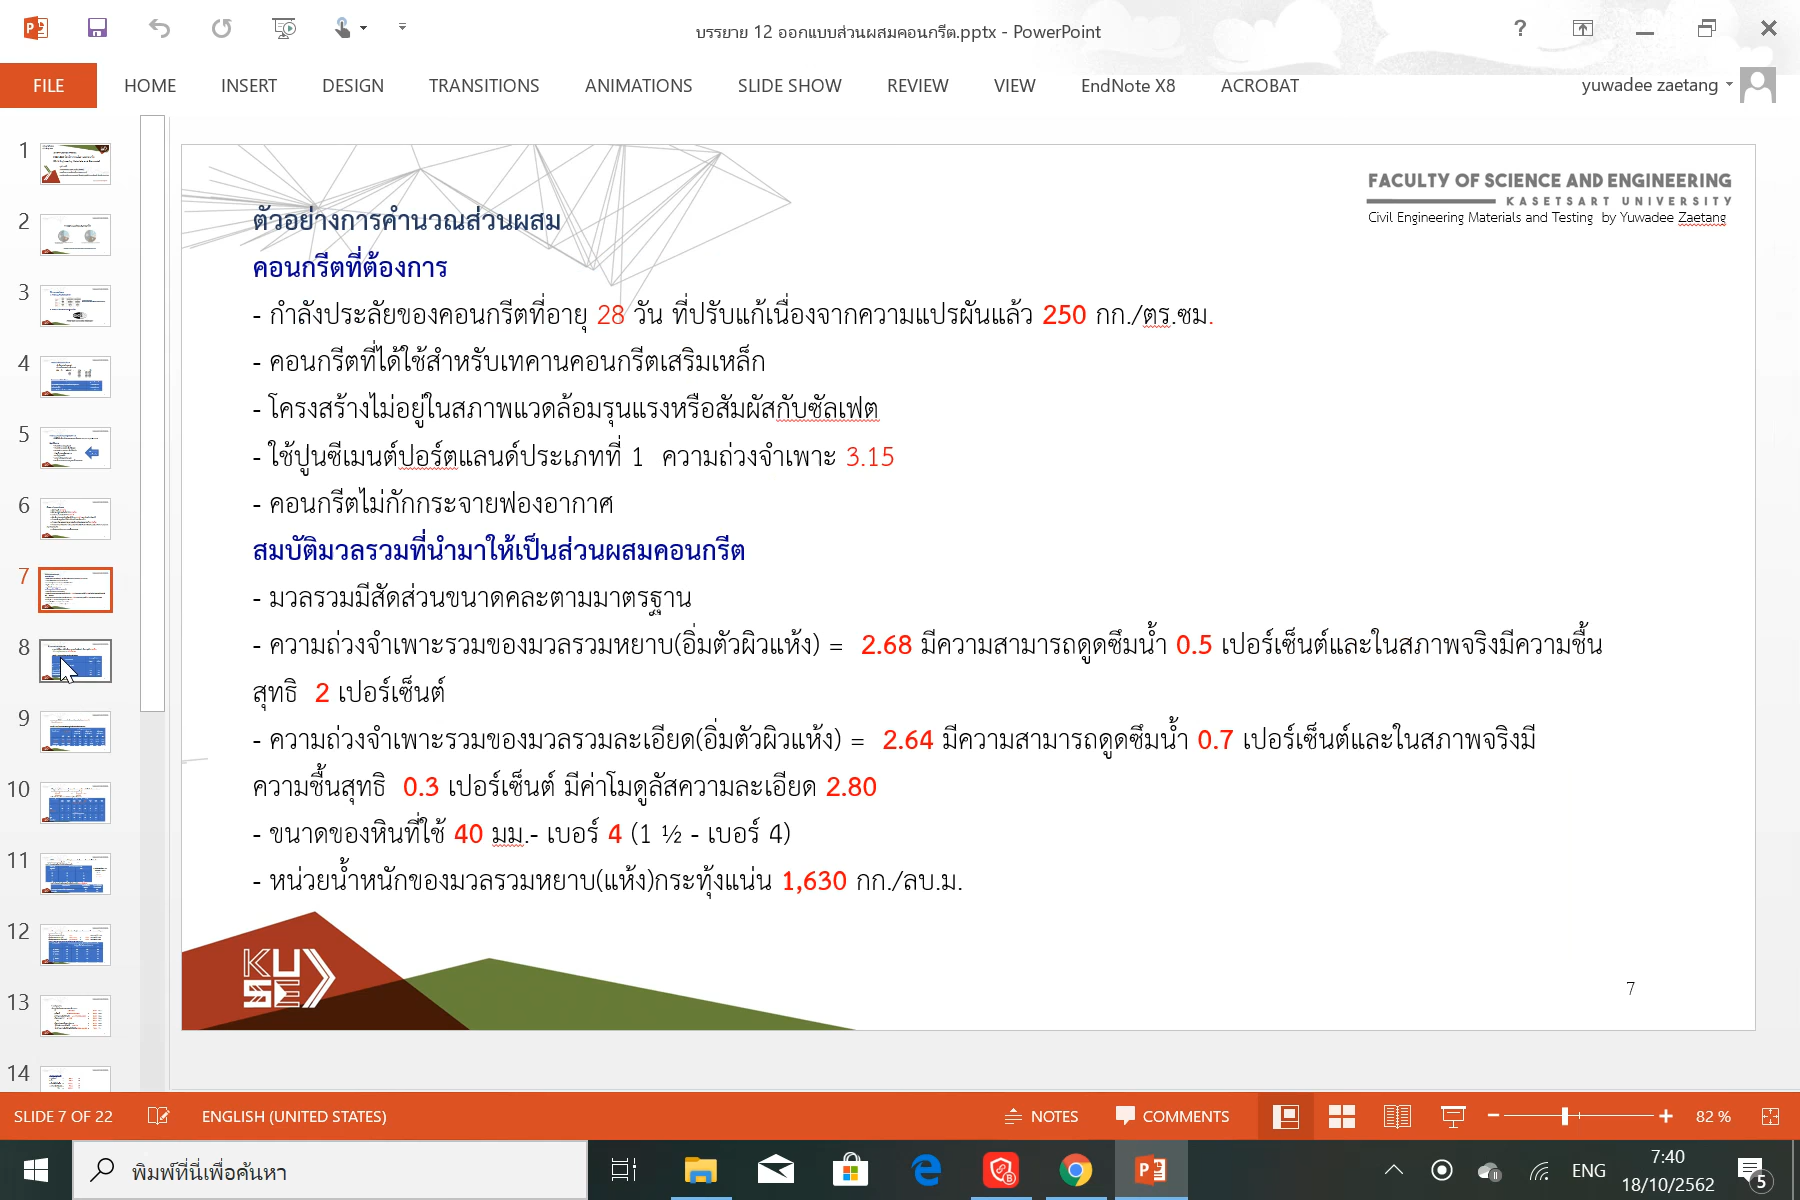 บรรยาย 12 ออกแบบส่วนผสมคอนกรีต.pptx - PowerPoint
?
FILE HOME INSERT DESIGN TRANSITIONS ANIMATIONS SLIDE SHOW REVIEW VIEW EndNote X8 ACROBAT yuwadee zaetang
FACULTY OF SCIENCE AND ENGINEERING
KASETSART UNIVERSITY
Civil Engineering Materials and Testing by Yuwadee Zaetang
ตัวอย่างการคำนวณส่วนผสม
คอนกรีตที่ต้องการ
- กำลังประลัยของคอนกรีตที่อายุ 28 วัน ที่ปรับแก้เนื่องจากความแปรผันแล้ว 250 กก./ตร.ซม.
- คอนกรีตที่ได้ใช้สำหรับเทคานคอนกรีตเสริมเหล็ก
- โครงสร้างไม่อยู่ในสภาพแวดล้อมรุนแรงหรือสัมผัสกับซัลเฟต
- ใช้ปูนซีเมนต์ปอร์ตแลนด์ประเภทที่ 1 ความถ่วงจำเพาะ 3.15
- คอนกรีตไม่กักกระจายฟองอากาศ
สมบัติมวลรวมที่นำมาให้เป็นส่วนผสมคอนกรีต
- มวลรวมมีสัดส่วนขนาดคละตามมาตรฐาน
- ความถ่วงจำเพาะรวมของมวลรวมหยาบ(อิ่มตัวผิวแห้ง) = 2.68 มีความสามารถดูดซึมน้ำ 0.5 เปอร์เซ็นต์และในสภาพจริงมีความชื้น
สุทธิ 2 เปอร์เซ็นต์
- ความถ่วงจำเพาะรวมของมวลรวมละเอียด(อิ่มตัวผิวแห้ง) = 2.64 มีความสามารถดูดซึมน้ำ 0.7 เปอร์เซ็นต์และในสภาพจริงมี
ความชื้นสุทธิ 0.3 เปอร์เซ็นต์ มีค่าโมดูลัสความละเอียด 2.80
- ขนาดของหินที่ใช้ 40 มม.- เบอร์ 4 (1 ½ - เบอร์ 4)
- หน่วยน้ำหนักของมวลรวมหยาบ(แห้ง)กระทุ้งแน่น 1,630 กก./ลบ.ม.
KU
SE
7
1
2
3
4
5
6
7
8
9
10
11
12
13
14
SLIDE 7 OF 22 ENGLISH (UNITED STATES) NOTES COMMENTS 82 %
พิมพ์ที่นี่เพื่อค้นหา
ENG
7:40
18/10/2562
5